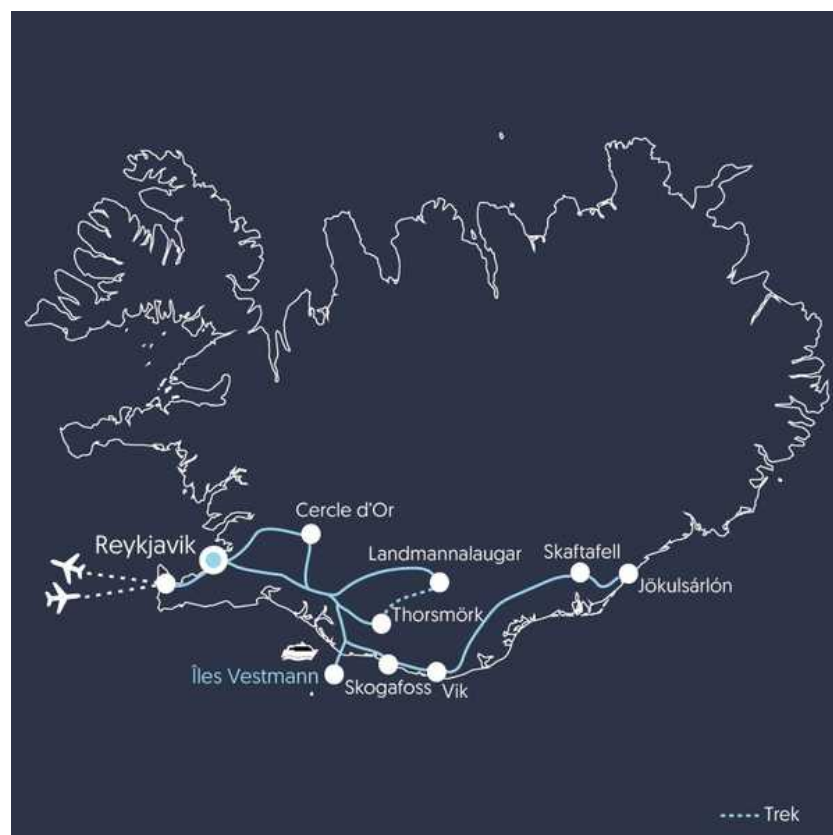 Cercle d'Or
Reykjavik
Landmannalaugar
Skaftafell
Jökulsárlón
Thorsmörk
Îles Vestmann
Skogafoss
Vik
Trek